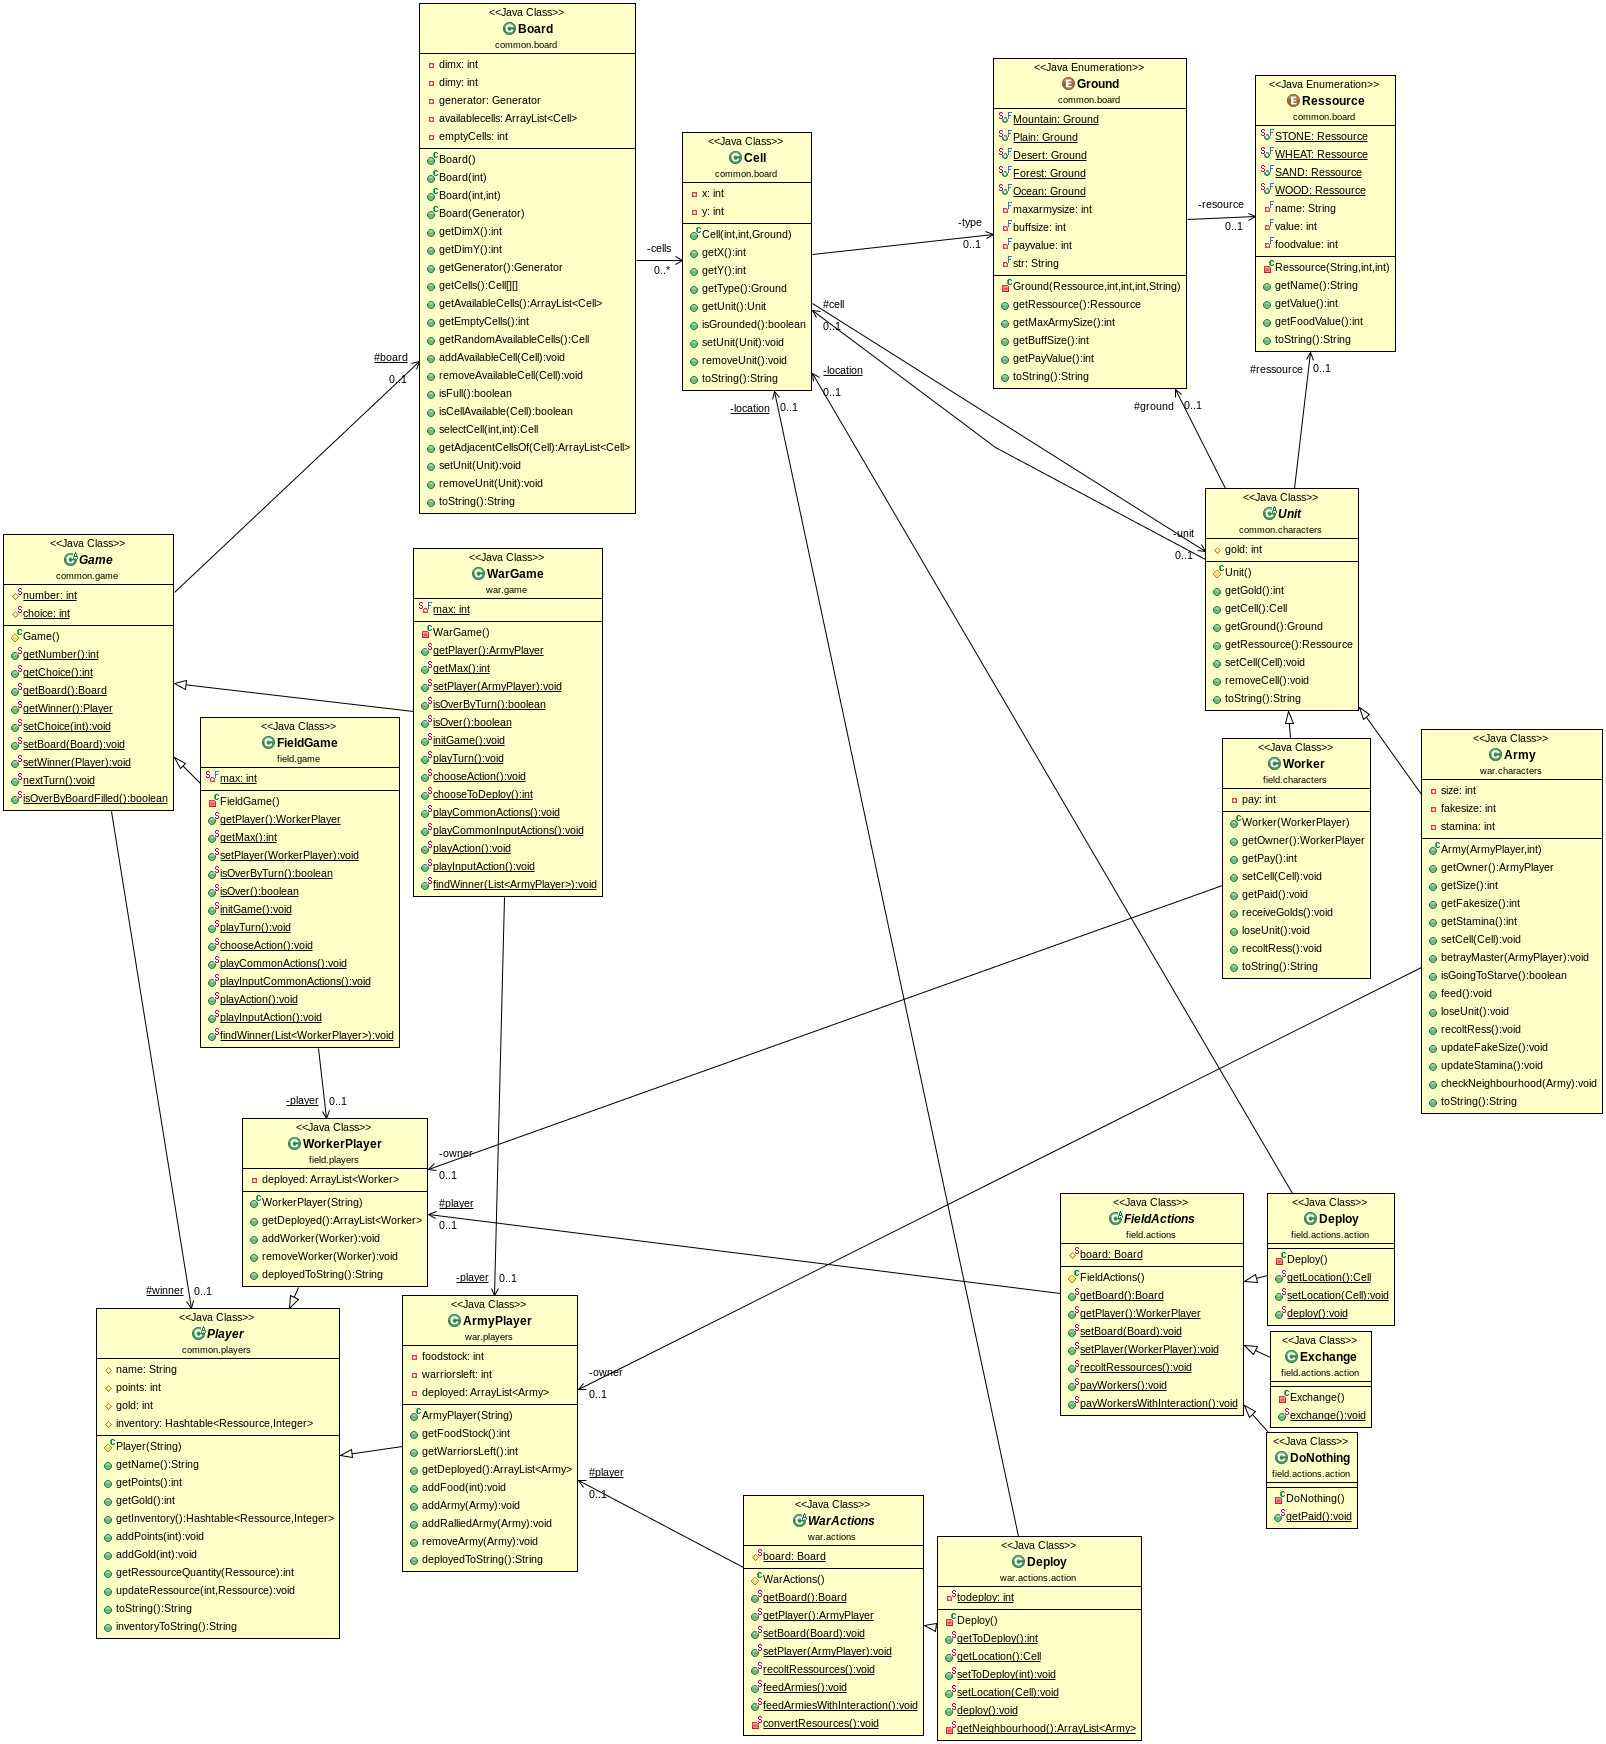 <<Java Class>>
Board
common.board
dimx: int
dimy: int
generator: Generator
availablecells: ArrayList<Cell>
emptyCells: int
Board()
Board(int)
Board(int,int)
Board(Generator)
getDimX():int
getDimY():int
getGenerator():Generator
getCells():Cell[][]
getAvailableCells():ArrayList<Cell>
getEmptyCells():int
getRandomAvailableCells():Cell
addAvailableCell(Cell):void
removeAvailableCell(Cell):void
isFull():boolean
isCellAvailable(Cell):boolean
selectCell(int,int):Cell
getAdjacentCellsOf(Cell):ArrayList<Cell>
setUnit(Unit):void
removeUnit(Unit):void
toString():String
-cells
0..*
<<Java Class>>
Cell
common.board
x: int
y: int
Cell(int,int,Ground)
getX():int
getY():int
getType():Ground
getUnit():Unit
isGrounded():boolean
setUnit(Unit):void
removeUnit():void
toString():String
-type
0..1
<<Java Enumeration>>
Ground
common.board
Mountain: Ground
Plain: Ground
Desert: Ground
Forest: Ground
Ocean: Ground
maxarmysize: int
buffsize: int
payvalue: int
str: String
Ground(Ressource,int,int,int,String)
getRessource():Ressource
getMaxArmySize():int
getBuffSize():int
getPayValue():int
toString():String
-resource
0..1
<<Java Enumeration>>
Ressource
common.board
STONE: Ressource
WHEAT: Ressource
SAND: Ressource
WOOD: Ressource
name: String
value: int
foodvalue: int
Ressource(String,int,int)
getName():String
getValue():int
getFoodValue():int
toString():String
#board
0..1
#cell
0..1
-location
0..1
-location
0..1
#ground
0..1
#ressource
0..1
-unit
0..1
<<Java Class>>
Unit
common.characters
gold: int
Unit()
getGold():int
getCell():Cell
getGround():Ground
getRessource():Ressource
setCell(Cell):void
removeCell():void
toString():String
<<Java Class>>
Game
common.game
number: int
choice: int
Game()
getNumber():int
getChoice():int
getBoard():Board
getWinner():Player
setChoice(int):void
setBoard(Board):void
setWinner(Player):void
nextTurn():void
isOverByBoardFilled():boolean
<<Java Class>>
WarGame
war.game
max: int
WarGame()
getPlayer():ArmyPlayer
getMax():int
setPlayer(ArmyPlayer):void
isOverByTurn():boolean
isOver():boolean
initGame():void
playTurn():void
chooseAction():void
chooseToDeploy():int
playCommonActions():void
playCommonInputActions():void
playAction():void
playInputAction():void
findWinner(List<ArmyPlayer>):void
<<Java Class>>
FieldGame
field.game
max: int
FieldGame()
getPlayer():WorkerPlayer
getMax():int
setPlayer(WorkerPlayer):void
isOverByTurn():boolean
isOver():boolean
initGame():void
playTurn():void
chooseAction():void
playCommonActions():void
playInputCommonActions():void
playAction():void
playInputAction():void
findWinner(List<WorkerPlayer>):void
<<Java Class>>
Worker
field.characters
pay: int
Worker(WorkerPlayer)
getOwner():WorkerPlayer
getPay():int
setCell(Cell):void
getPaid():void
receiveGolds():void
loseUnit():void
recoltRess():void
toString():String
<<Java Class>>
Army
war.characters
size: int
fakesize: int
stamina: int
Army(ArmyPlayer,int)
getOwner():ArmyPlayer
getSize():int
getFakesize():int
getStamina():int
setCell(Cell):void
betrayMaster(ArmyPlayer):void
isGoingToStarve():boolean
feed():void
loseUnit():void
recoltRess():void
updateFakeSize():void
updateStamina():void
checkNeighbourhood(Army):void
toString():String
-player
0..1
<<Java Class>>
WorkerPlayer
field.players
deployed: ArrayList<Worker>
WorkerPlayer(String)
getDeployed():ArrayList<Worker>
addWorker(Worker):void
removeWorker(Worker):void
deployedToString():String
-owner
0..1
#player
0..1
-player
0..1
#winner
0..1
<<Java Class>>
Player
common.players
name: String
points: int
gold: int
inventory: Hashtable<Ressource,Integer>
Player(String)
getName():String
getPoints():int
getGold():int
getInventory():Hashtable<Ressource,Integer>
addPoints(int):void
addGold(int):void
getRessourceQuantity(Ressource):int
updateRessource(int,Ressource):void
toString():String
inventoryToString():String
<<Java Class>>
ArmyPlayer
war.players
foodstock: int
warriorsleft: int
deployed: ArrayList<Army>
ArmyPlayer(String)
getFoodStock():int
getWarriorsLeft():int
getDeployed():ArrayList<Army>
addFood(int):void
addArmy(Army):void
addRalliedArmy(Army):void
removeArmy(Army):void
deployedToString():String
-owner
0..1
#player
0..1
<<Java Class>>
FieldActions
field.actions
board: Board
FieldActions()
getBoard():Board
getPlayer():WorkerPlayer
setBoard(Board):void
setPlayer(WorkerPlayer):void
recoltRessources():void
payWorkers():void
payWorkersWithInteraction():void
<<Java Class>>
Deploy
field.actions.action
Deploy()
getLocation():Cell
setLocation(Cell):void
deploy():void
<<Java Class>>
Exchange
field.actions.action
Exchange()
exchange():void
<<Java Class>>
DoNothing
field.actions.action
DoNothing()
getPaid():void
<<Java Class>>
WarActions
war.actions
board: Board
WarActions()
getBoard():Board
getPlayer():ArmyPlayer
setBoard(Board):void
setPlayer(ArmyPlayer):void
recoltRessources():void
feedArmies():void
feedArmiesWithInteraction():void
convertResources():void
<<Java Class>>
Deploy
war.actions.action
todeploy: int
Deploy()
getToDeploy():int
getLocation():Cell
setToDeploy(int):void
setLocation(Cell):void
deploy():void
getNeighbourhood():ArrayList<Army>